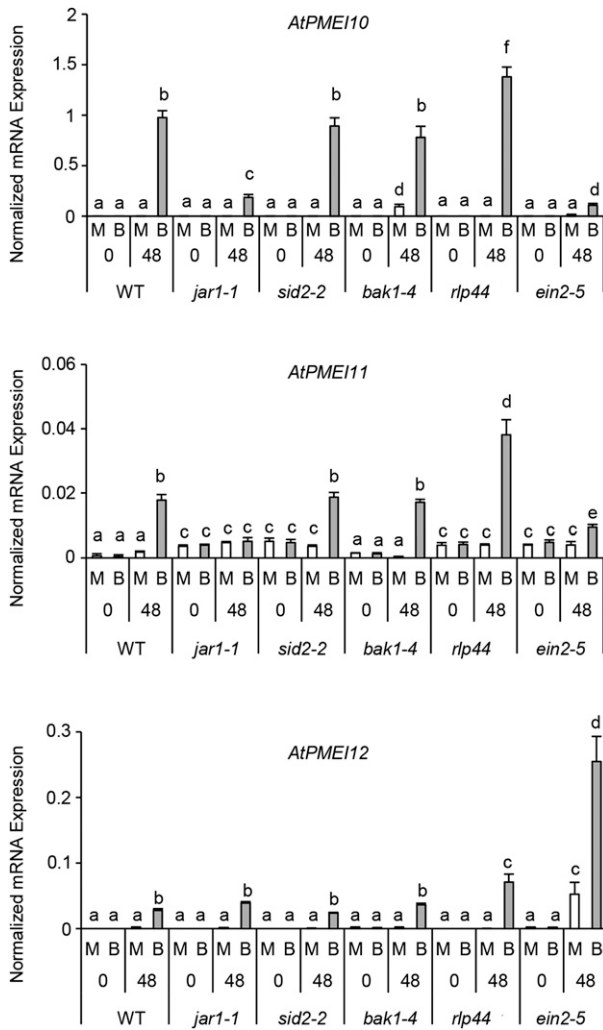 AtPMEI10
Normalized mRNA Expression
2
1.5
1
0.5
0
a a a b a a a c a a a b a a d b a a a f a a a b
M B M B M B M B M B M B M B M B M B M B M B M B
0 48 0 48 0 48 0 48 0 48 0 48
WT jar1-1 sid2-2 bak1-4 rlp44 ein2-5
AtPMEI11
Normalized mRNA Expression
0.06
0.04
0.02
0
a a a b c c c c c c c b a a a b c c c d c c c e
M B M B M B M B M B M B M B M B M B M B M B M B
0 48 0 48 0 48 0 48 0 48 0 48
WT jar1-1 sid2-2 bak1-4 rlp44 ein2-5
AtPMEI12
Normalized mRNA Expression
0.3
0.2
0.1
0
a a a b a a a b a a a b a a a b a a a c a a c d
M B M B M B M B M B M B M B M B M B M B M B M B
0 48 0 48 0 48 0 48 0 48 0 48
WT jar1-1 sid2-2 bak1-4 rlp44 ein2-5